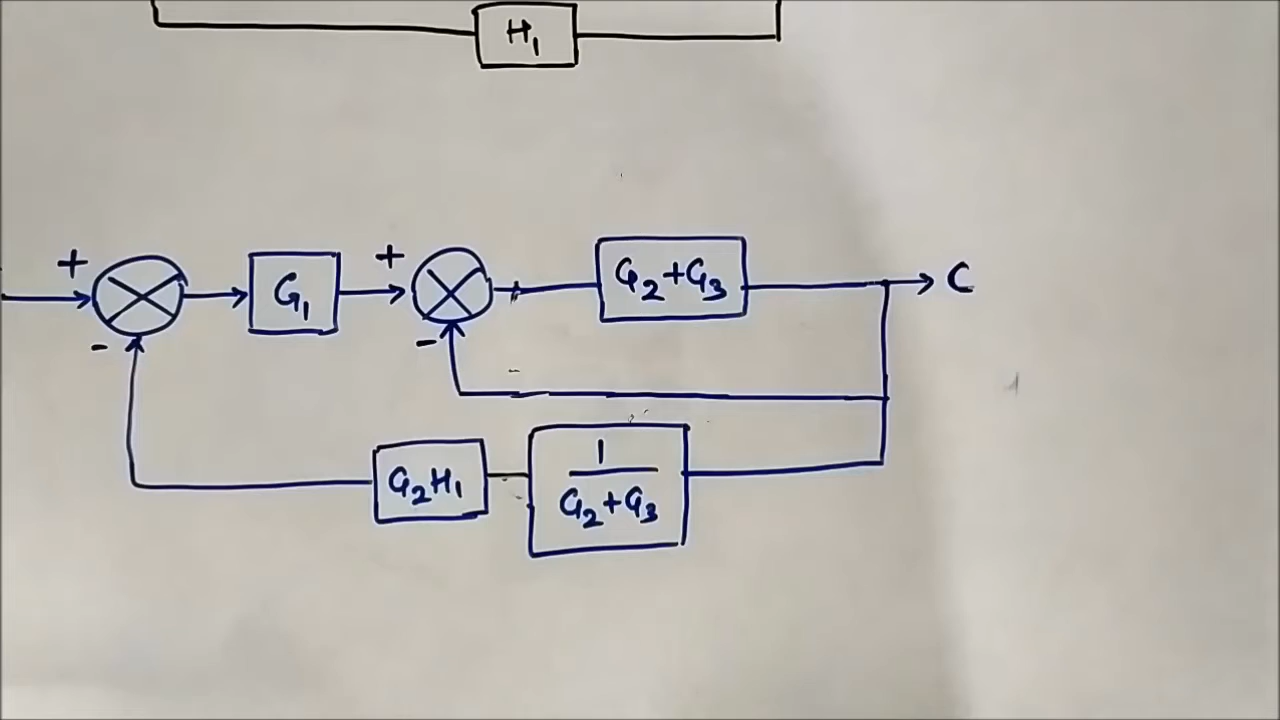 H₁
+ G₁ + G₂+G₃ C
- -
G₂H₁ 1/(G₂+G₃)